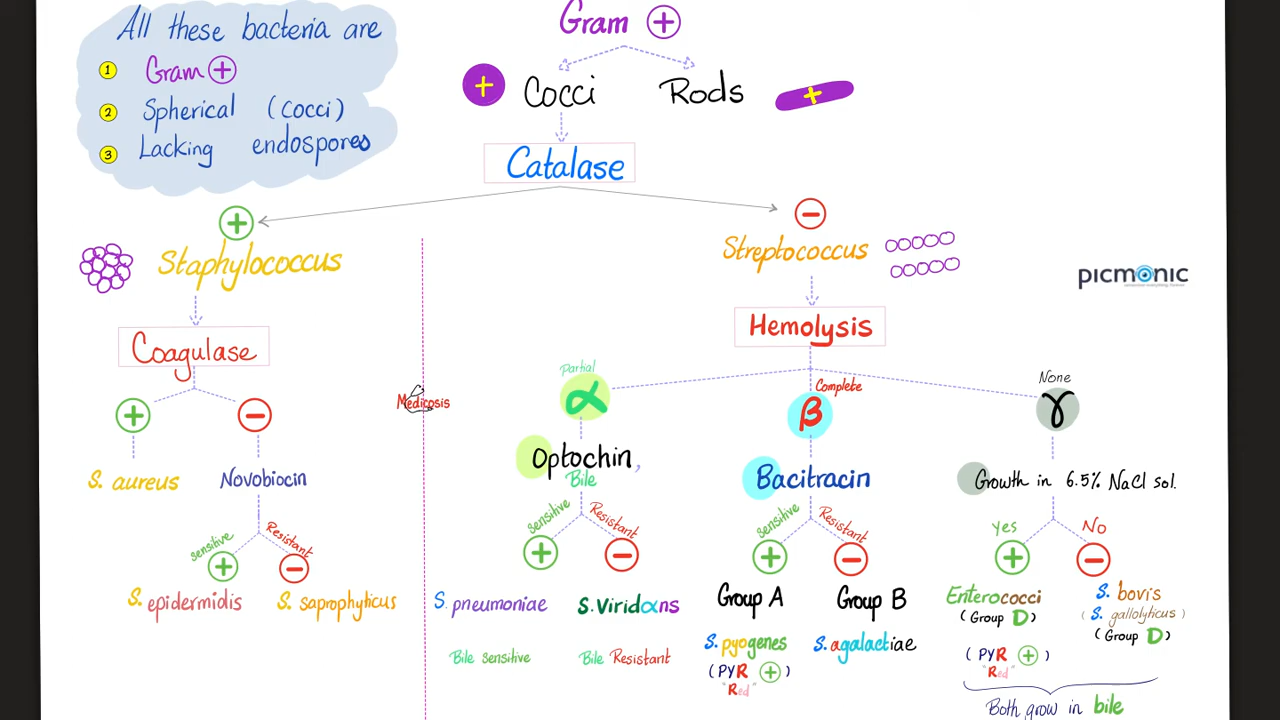 All these bacteria are
1 Gram +
2 Spherical (cocci)
3 Lacking endospores
Gram +
+ Cocci Rods +
Catalase
+ −
Staphylococcus
Streptococcus
picmonic
Coagulase
Hemolysis
Medicosis
+ −
S. aureus
Novobiocin
Sensitive Resistant
+ −
S. epidermidis
S. saprophyticus
Partial
α
Optochin,
Bile
Sensitive Resistant
+ −
S. pneumoniae
S. Viridαns
Bile sensitive
Bile Resistant
Complete
β
Bacitracin
Sensitive Resistant
+ −
Group A
Group B
S. pyogenes
S. agalactiae
(PYR + )
"Red"
None
γ
Growth in 6.5% NaCl sol.
Yes No
+ −
Enterococci
(Group D)
S. bovis
(S. gallolyticus)
(Group D)
(PYR + )
"Red"
Both grow in bile